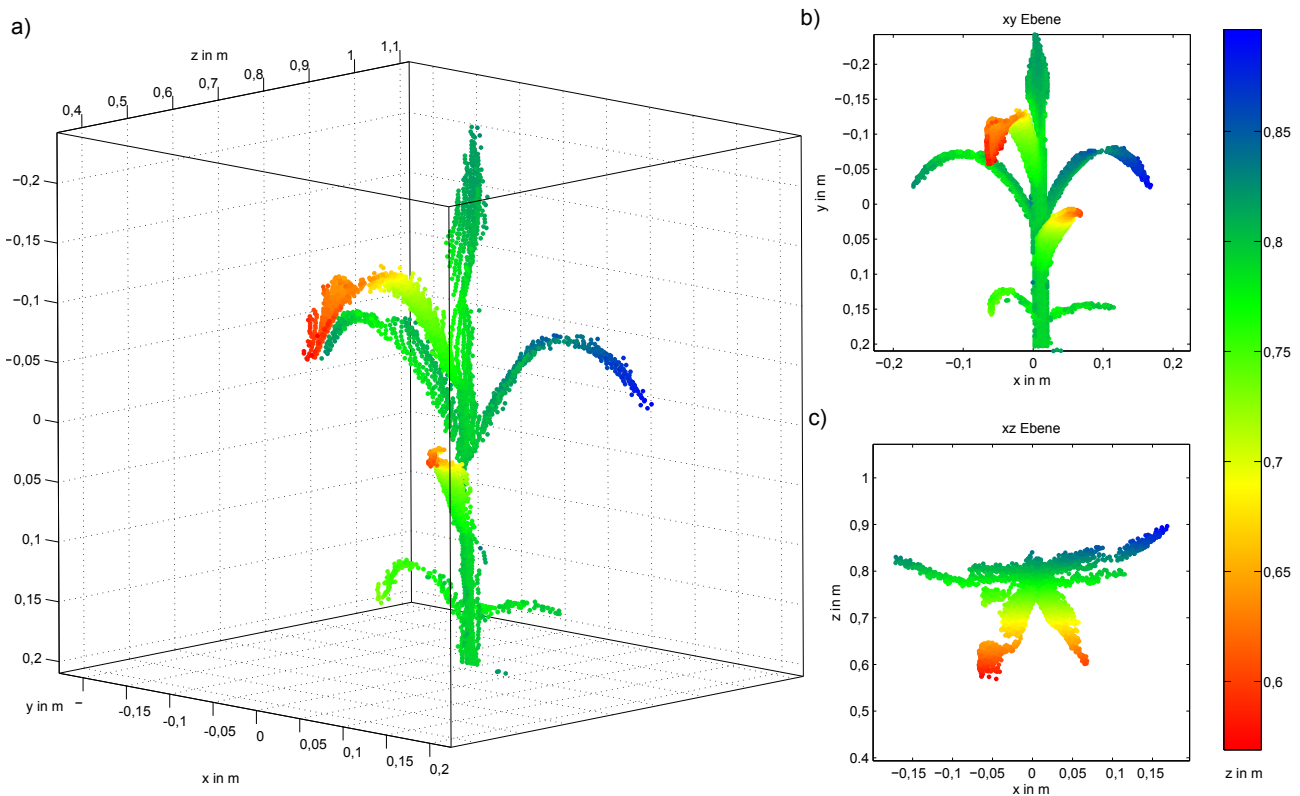 a)
z in m
0,4 0,5 0,6 0,7 0,8 0,9 1 1,1
−0,2
−0,15
−0,1
−0,05
0
0,05
0,1
0,15
0,2
y in m
− -0,15 -0,1 -0,05 0 0,05 0,1 0,15 0,2
x in m
b)
xy Ebene
−0,2
−0,15
−0,1
−0,05
0
0,05
0,1
0,15
0,2
y in m
−0,2 −0,1 0 0,1 0,2
x in m
c)
xz Ebene
1
0,9
0,8
0,7
0,6
0,5
0,4
z in m
−0,15 −0,1 −0,05 0 0,05 0,1 0,15
x in m
0,85
0,8
0,75
0,7
0,65
0,6
z in m